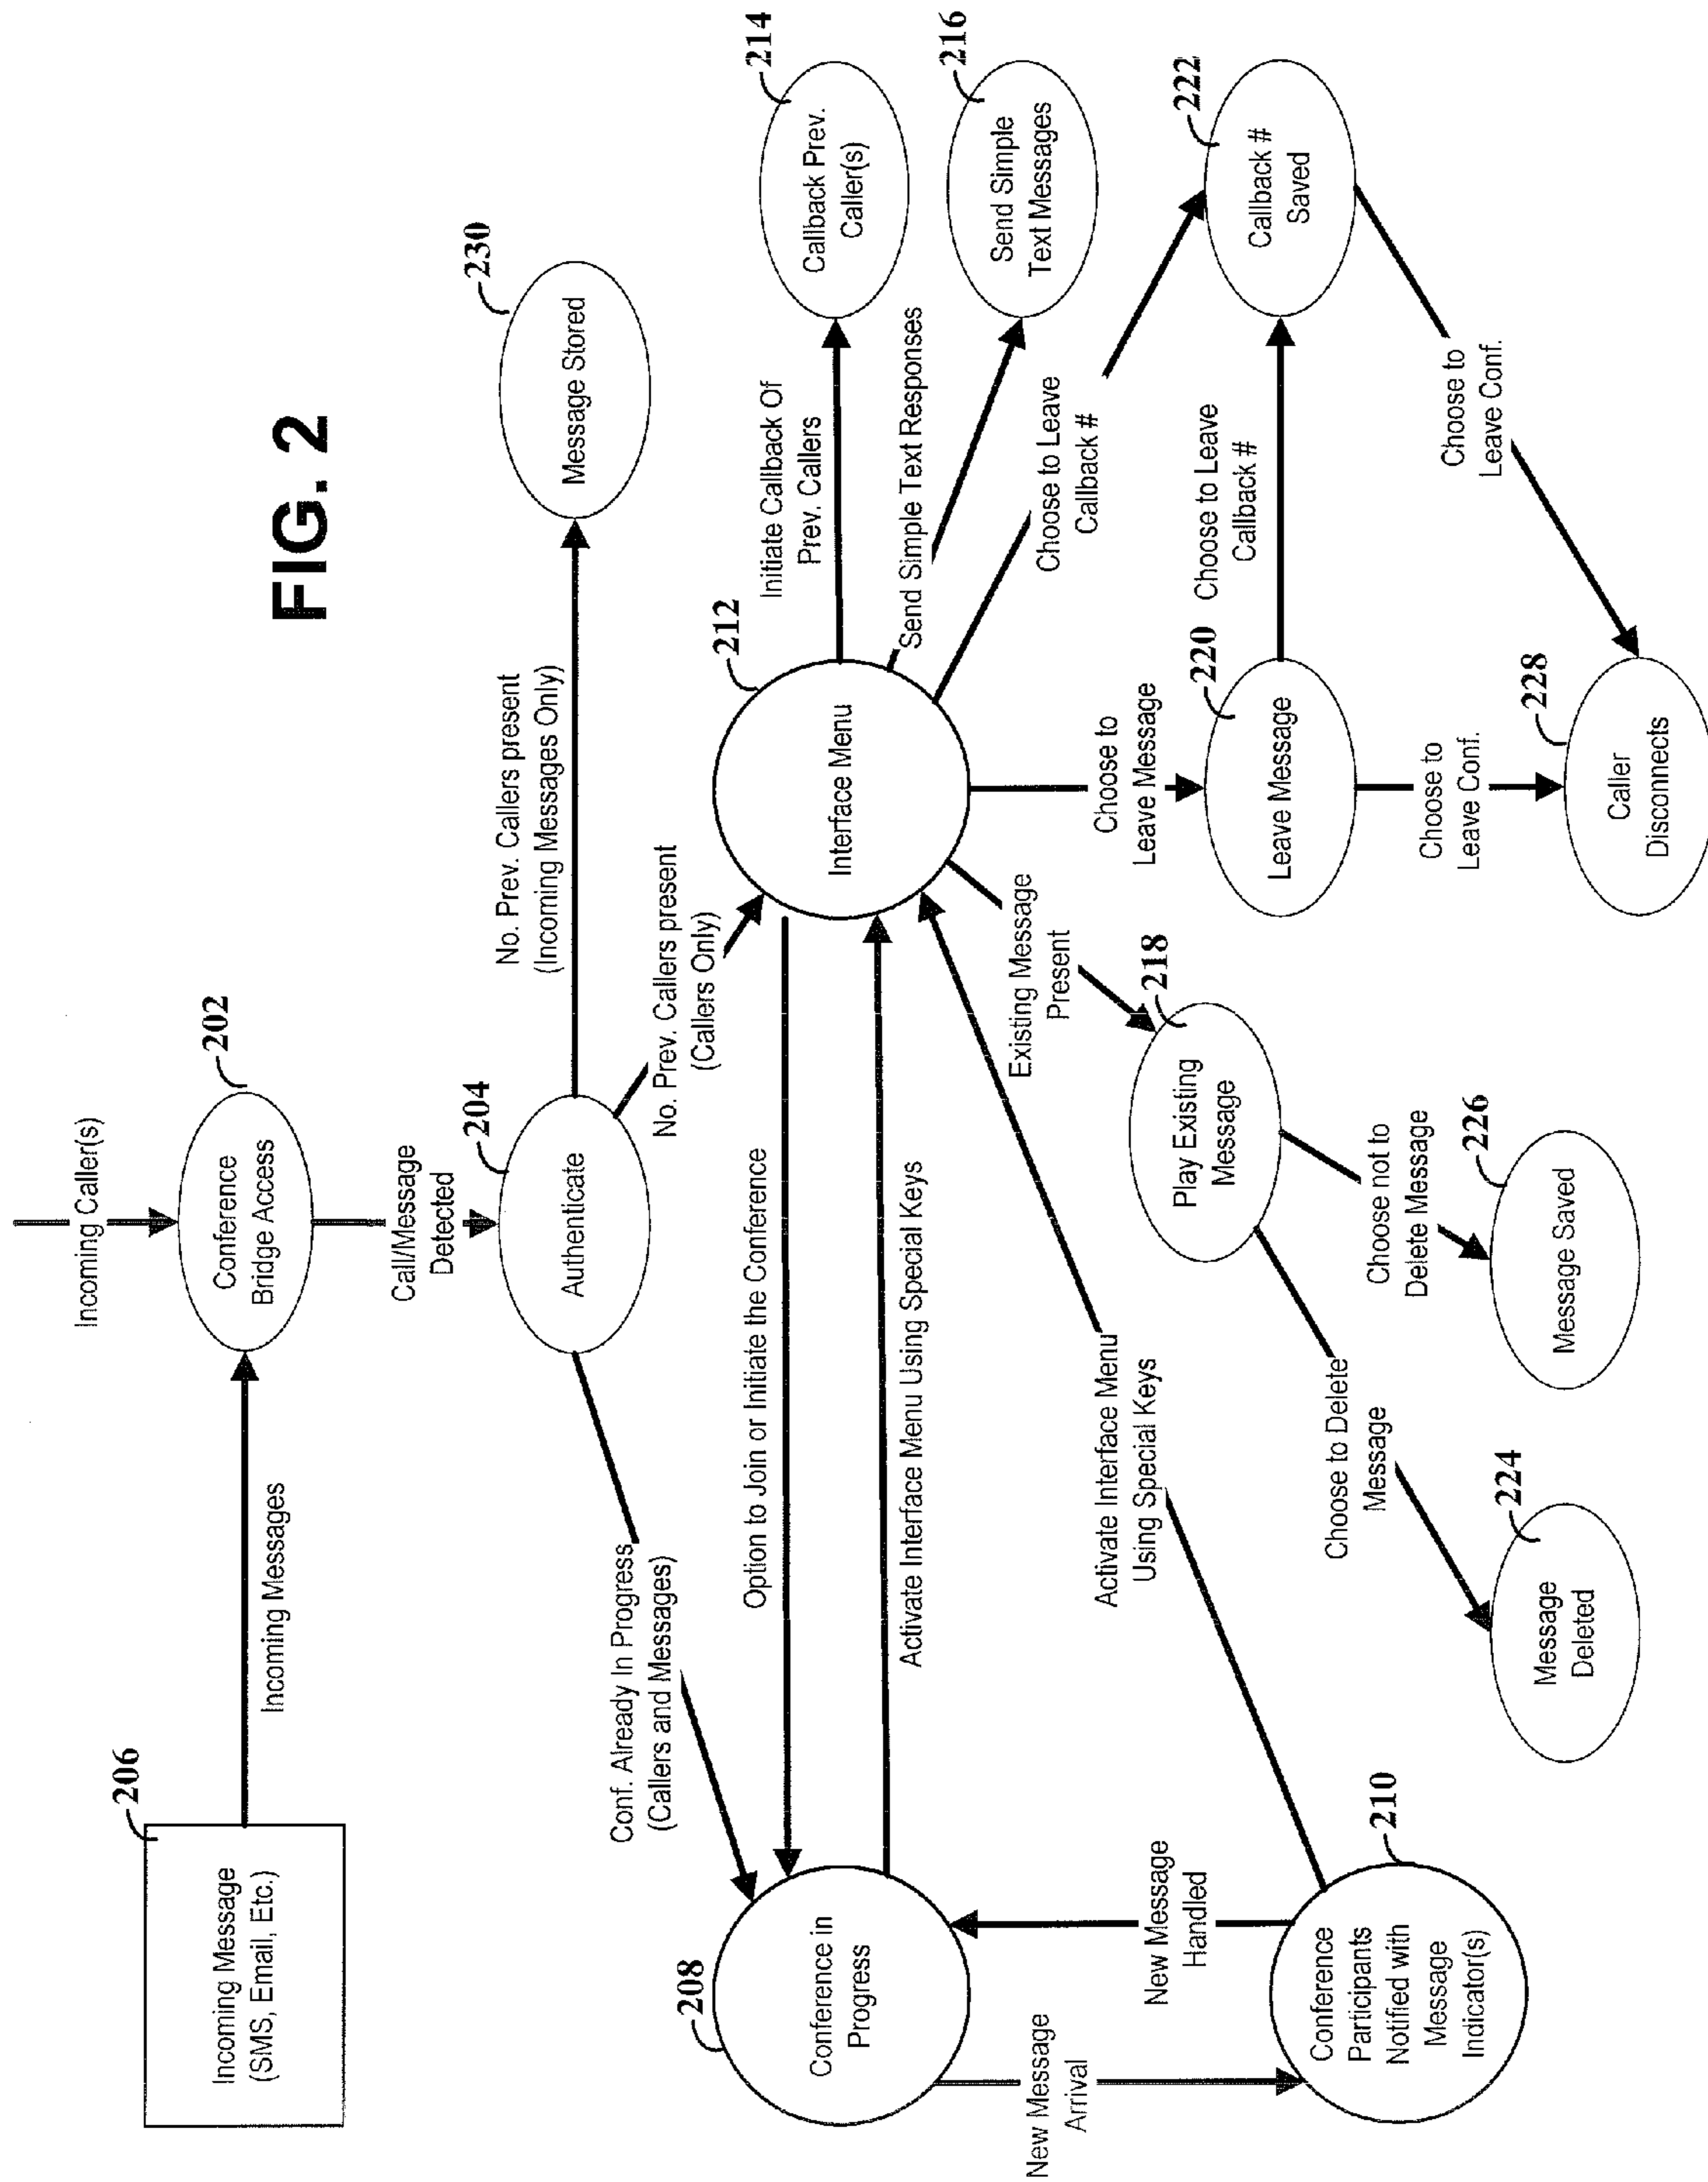 FIG. 2
Incoming Caller(s)
206
Incoming Message
(SMS, Email, Etc.)
Incoming Messages
202
Conference
Bridge Access
Call/Message
Detected
204
Authenticate
No. Prev. Callers present
(Incoming Messages Only)
230
Message Stored
Conf. Already In Progress
(Callers and Messages)
No. Prev. Callers present
(Callers Only)
208
Conference in
Progress
Option to Join or Initiate the Conference
Activate Interface Menu Using Special Keys
212
Interface Menu
Initiate Callback Of
Prev. Callers
214
Callback Prev.
Caller(s)
Send Simple Text Responses
216
Send Simple
Text Messages
Choose to Leave
Callback #
222
Callback #
Saved
New Message
Arrival
New Message
Handled
210
Conference
Participants
Notified with
Message
Indicator(s)
Activate Interface Menu
Using Special Keys
Existing Message
Present
218
Play Existing
Message
Choose to
Leave Message
220
Leave Message
Choose to Leave
Callback #
Choose to Delete
Message
224
Message
Deleted
Choose not to
Delete Message
226
Message Saved
Choose to
Leave Conf.
228
Caller
Disconnects
Choose to
Leave Conf.